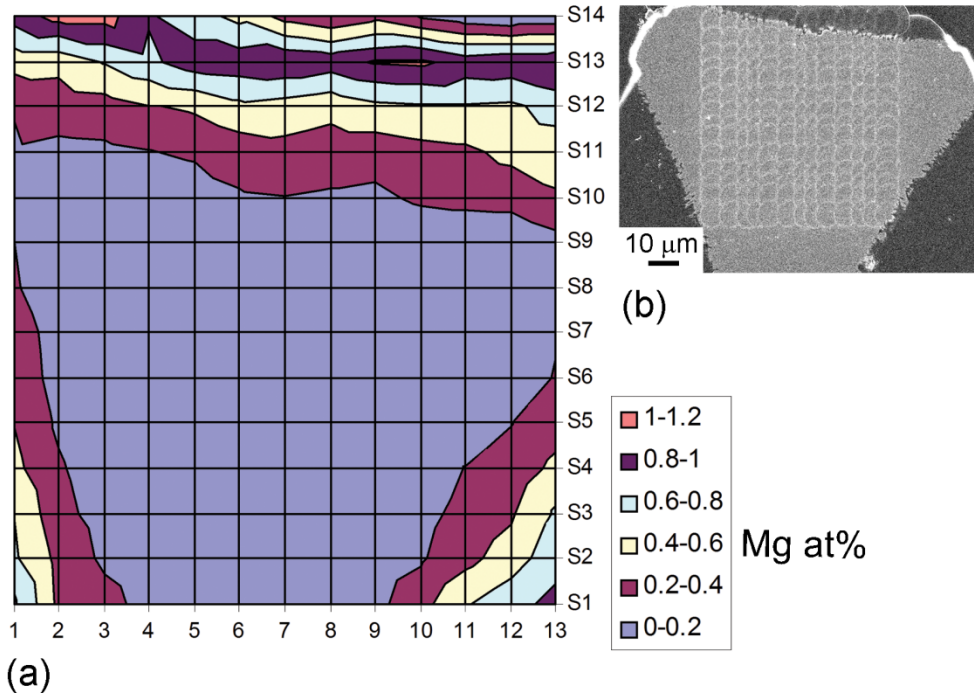 S14
S13
S12
S11
S10
S9
S8
S7
S6
S5
S4
S3
S2
S1
1 2 3 4 5 6 7 8 9 10 11 12 13
(a)
10 μm
(b)
1-1.2
0.8-1
0.6-0.8
0.4-0.6
0.2-0.4
0-0.2
Mg at%